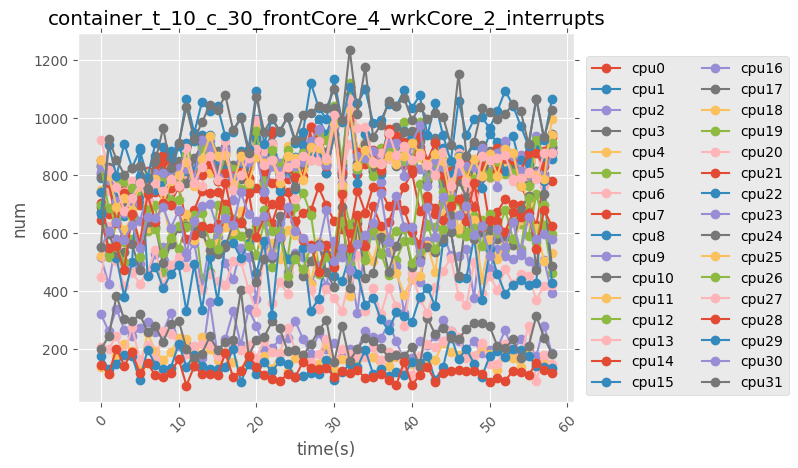 container_t_10_c_30_frontCore_4_wrkCore_2_interrupts
1200
1000
800
600
400
200
num
0
10
20
30
40
50
60
time(s)
cpu0
cpu1
cpu2
cpu3
cpu4
cpu5
cpu6
cpu7
cpu8
cpu9
cpu10
cpu11
cpu12
cpu13
cpu14
cpu15
cpu16
cpu17
cpu18
cpu19
cpu20
cpu21
cpu22
cpu23
cpu24
cpu25
cpu26
cpu27
cpu28
cpu29
cpu30
cpu31